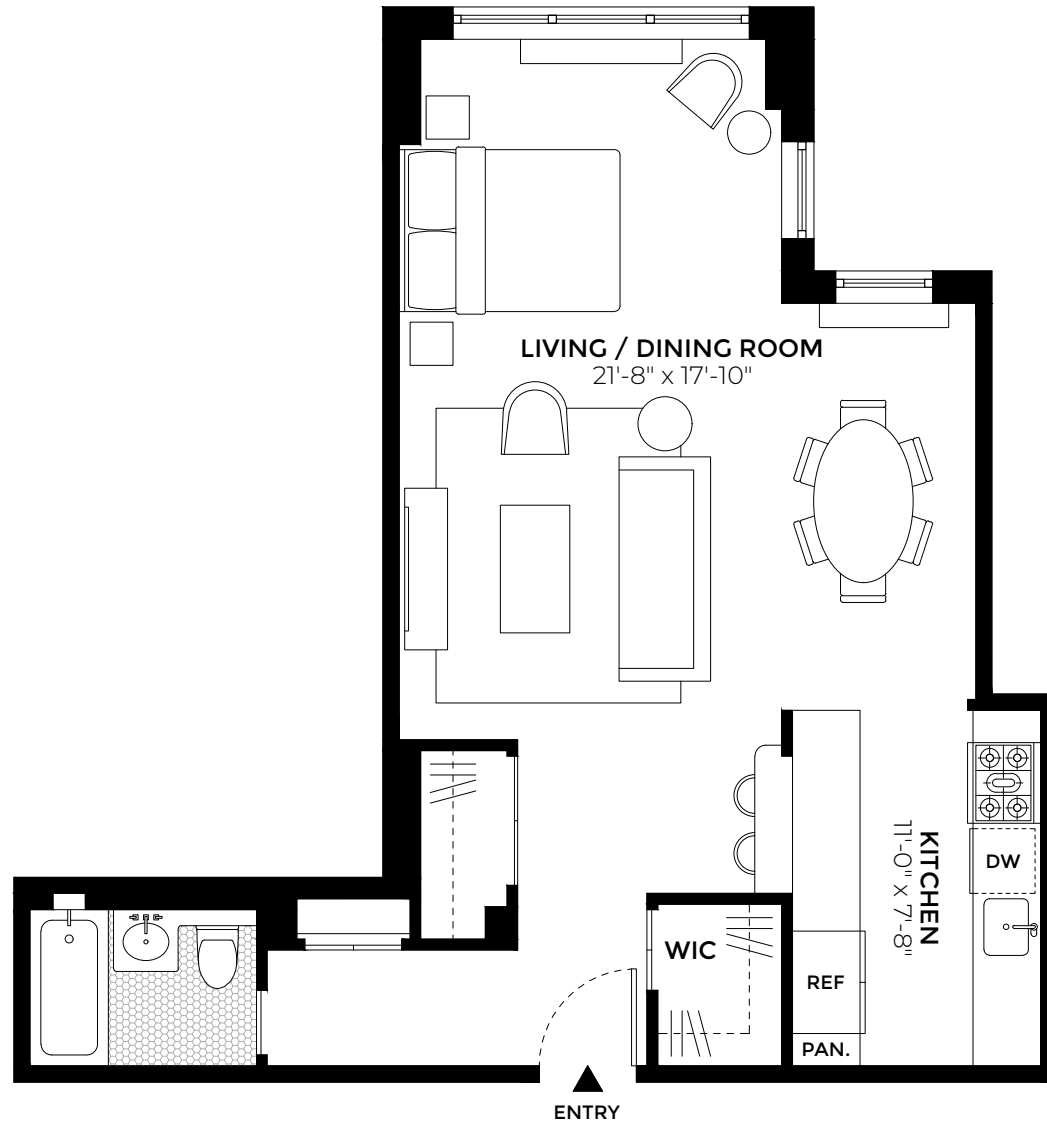 LIVING / DINING ROOM
21'-8" x 17'-10"
KITCHEN
11'-0" x 7'-8"
DW
WIC
REF
PAN.
ENTRY